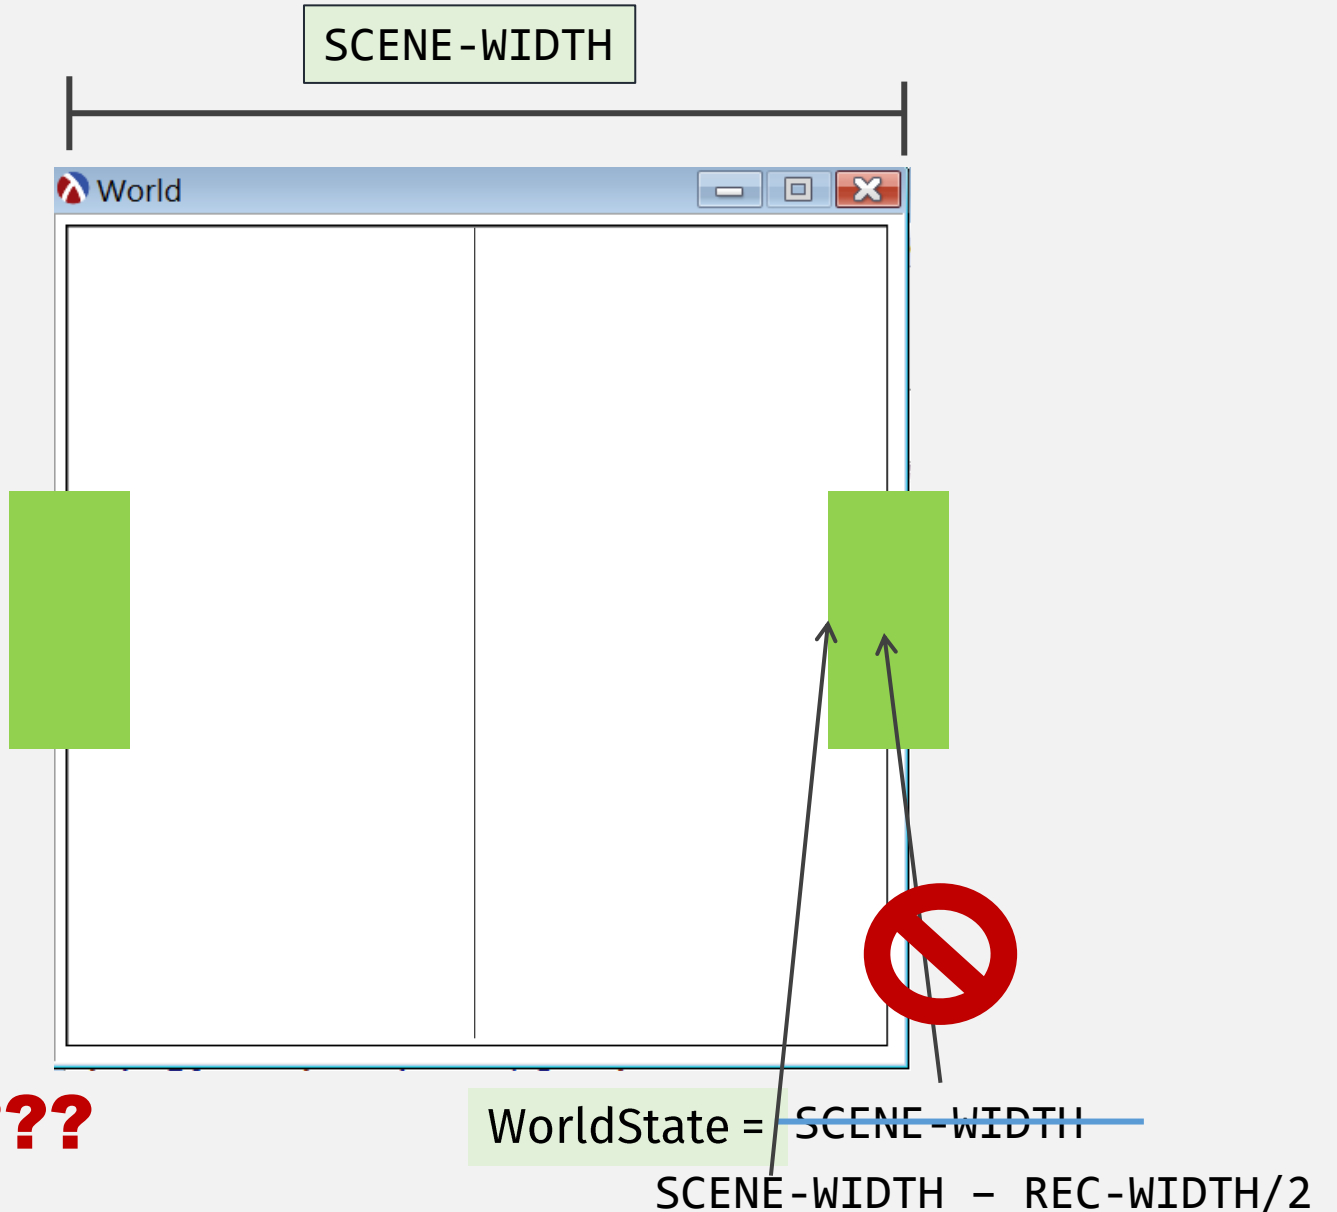 SCENE-WIDTH
World
??
WorldState = SCENE-WIDTH
SCENE-WIDTH – REC-WIDTH/2